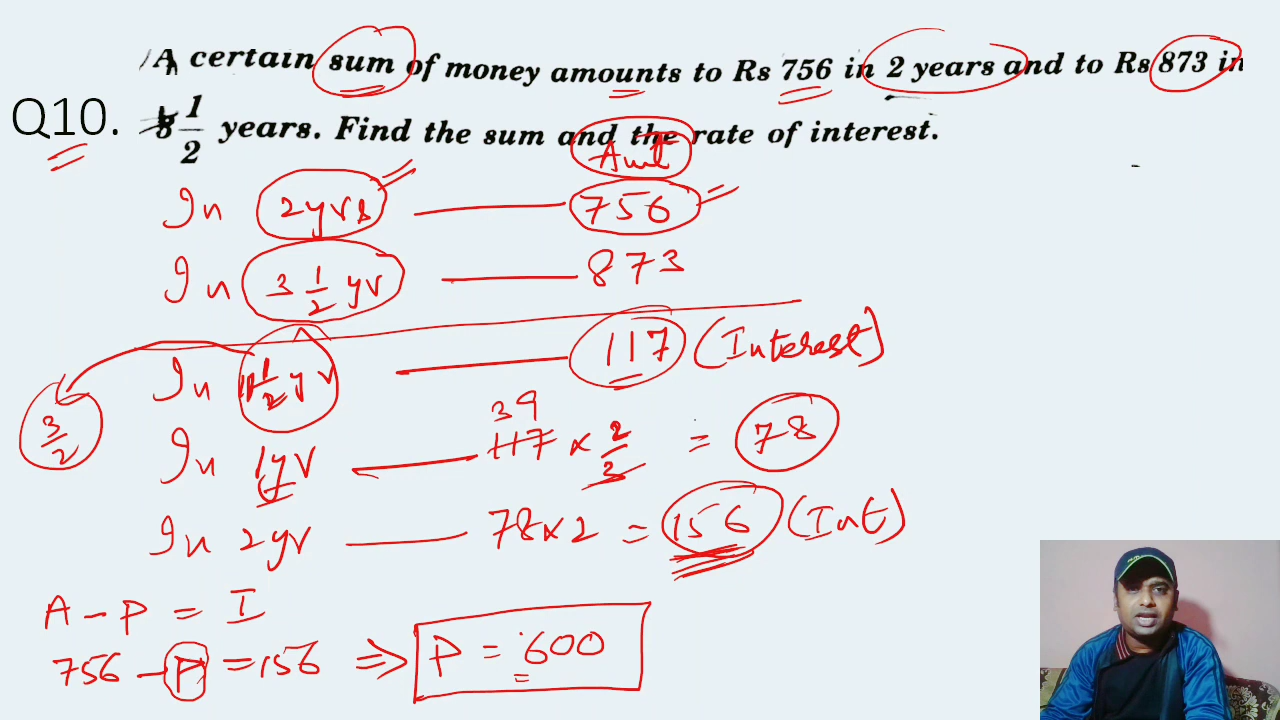 A certain sum of money amounts to Rs 756 in 2 years and to Rs 873 in
Q10. 3 1/2 years. Find the sum and the rate of interest.
Amt
In 2yrs — 756
In 3 1/2 yr — 873
In 1 1/2 yr — 117 (Interest)
3/2
39
In 1yr — 117 × 2/3 = 78
In 2yr — 78×2 = 156 (Int)
A – P = I
756 – P = 156 ⇒ P = 600